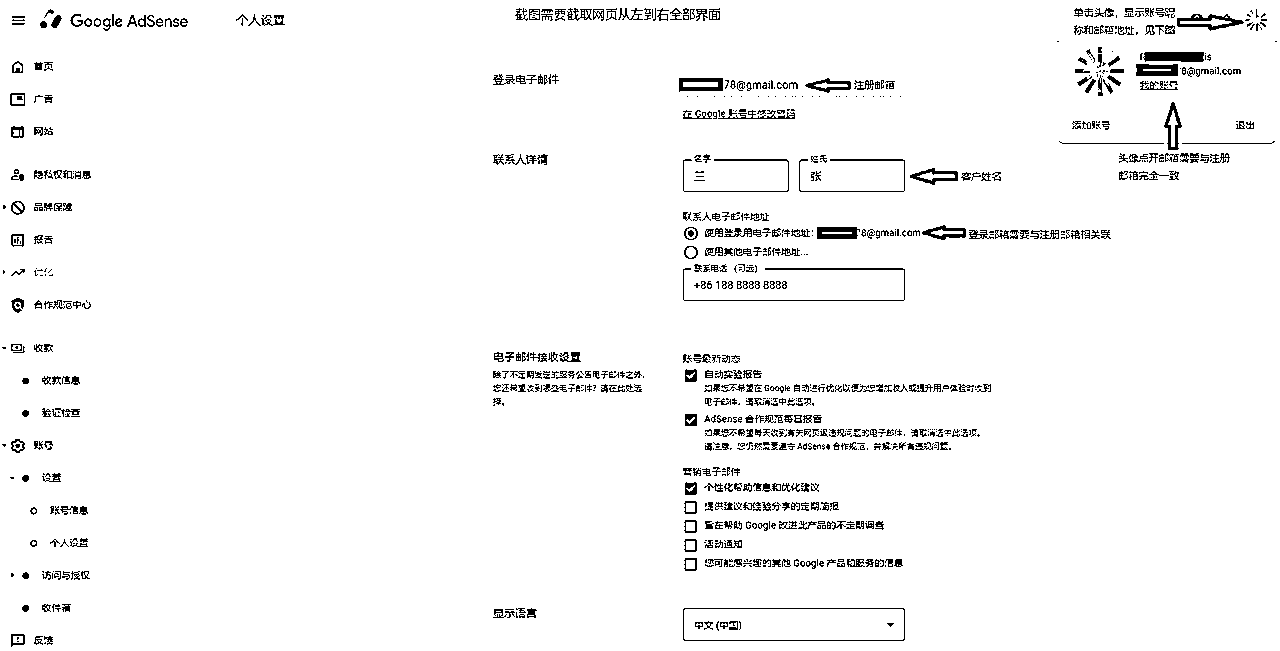 Google AdSense
个人设置
截图需要截取网页从左到右全部界面
单击头像，显示账号昵
称和邮箱地址，见下图
首页
广告
网站
隐私权和消息
品牌保障
报告
优化
合作规范中心
收款
收款信息
验证检查
账号
设置
账号信息
个人设置
访问与授权
收件箱
反馈
登录电子邮件
78@gmail.com
注册邮箱
在 Google 账号中修改密码
is
8@gmail.com
我的账号
添加账号
退出
头像点开邮箱需要与注册
邮箱完全一致
联系人详情
名字
兰
姓氏
张
客户姓名
联系人电子邮件地址
使用登录用电子邮件地址:
78@gmail.com
登录邮箱需要与注册邮箱相关联
使用其他电子邮件地址...
联系电话（可选）
+86 188 8888 8888
电子邮件接收设置
除了不定期发送的服务公告电子邮件之外，
您还希望收到哪些电子邮件？请在此处选
择。
账号最新动态
自动实验报告
如果您不希望在 Google 自动运行优化以便为您增加收入或提升用户体验时收到
电子邮件，请取消选中此选项。
AdSense 合作规范每日报告
如果您不希望每天收到有关网页级违规问题的电子邮件，请取消选中此选项。
请注意，您仍然需要遵守 AdSense 合作规范，并解决所有违规问题。
营销电子邮件
个性化帮助信息和优化建议
提供建议和经验分享的定期简报
旨在帮助 Google 改进此产品的不定期调查
活动通知
您可能感兴趣的其他 Google 产品和服务的信息
显示语言
中文 (中国)